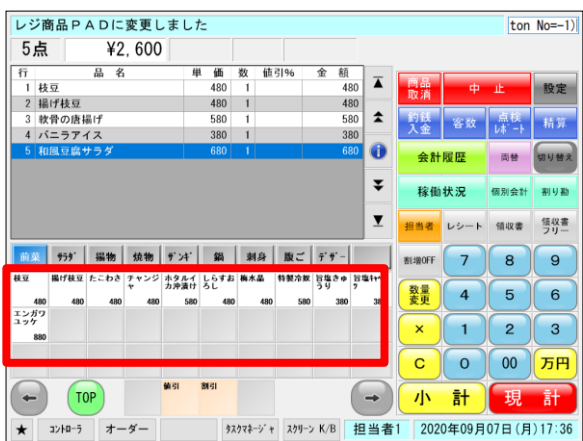 レジ商品ＰＡＤに変更しました
ton No=-1)
5点 ¥2,600
行 品 名 単 価 数 値引% 金 額
1 枝豆 480 1 480
2 揚げ枝豆 480 1 480
3 軟骨の唐揚げ 580 1 580
4 バニラアイス 380 1 380
5 和風豆腐サラダ 680 1 680
商品取消 中 止 設定
釣銭入金 客数 点検ﾚﾎﾟｰﾄ 精算
会計履歴 両替 切り替え
稼働状況 個別会計 割り勘
担当者 レシート 領収書 領収書フリー
前菜 ｻﾗﾀﾞ 揚物 焼物 ｻﾞﾝｷﾞ 鍋 刺身 腹ご ﾃﾞｻﾞｰ
割増OFF 7 8 9
枝豆 揚げ枝豆 たこわさ チャンジャ ホタルイカ沖漬け しらすおろし 梅水晶 特製冷奴 旨塩きゅうり 旨塩ｷｬﾍﾞﾂ
480 480 480 480 580 480 480 580 380 38
数量変更 4 5 6
エンガワユッケ
880
× 1 2 3
C 0 00 万円
← TOP 値引 割引 →
小 計 現 計
★ ｺﾝﾄﾛｰﾗ オーダー ﾀｽｸﾏﾈｰｼﾞｬ ｽｸﾘｰﾝ K/B 担当者1 2020年09月07日(月)17:36